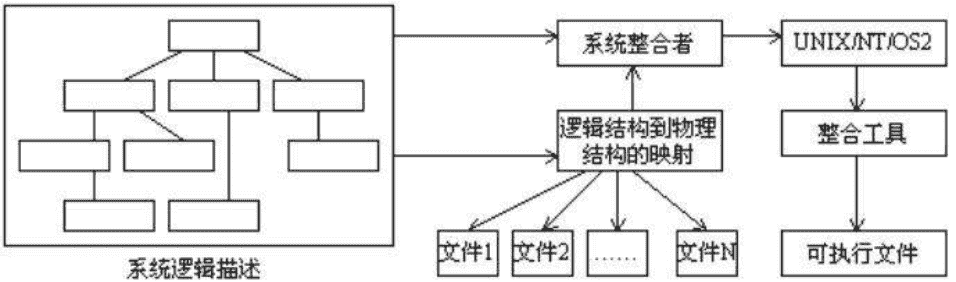 系统整合者
UNIX/NT/OS2
逻辑结构到物理
结构的映射
整合工具
文件1
文件2
……
文件N
可执行文件
系统逻辑描述